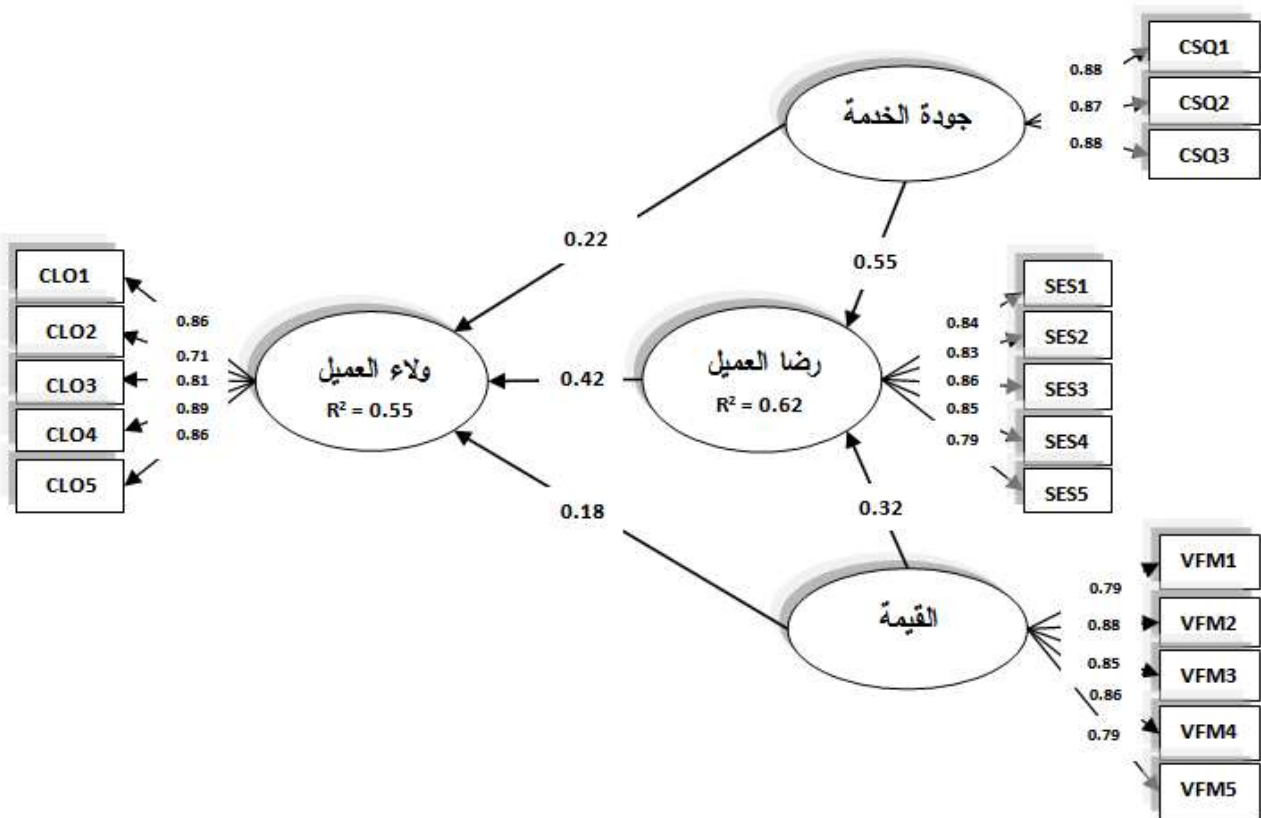 CSQ1
0.88
جودة الخدمة
CSQ2
0.87
CSQ3
0.88
0.22
0.55
CLO1
0.86
CLO2
0.71
CLO3
0.81
CLO4
0.89
CLO5
0.86
ولاء العميل
R² = 0.55
0.42
رضا العميل
R² = 0.62
SES1
0.84
SES2
0.83
SES3
0.86
SES4
0.85
SES5
0.79
0.18
0.32
القيمة
VFM1
0.79
VFM2
0.88
VFM3
0.85
VFM4
0.86
VFM5
0.79